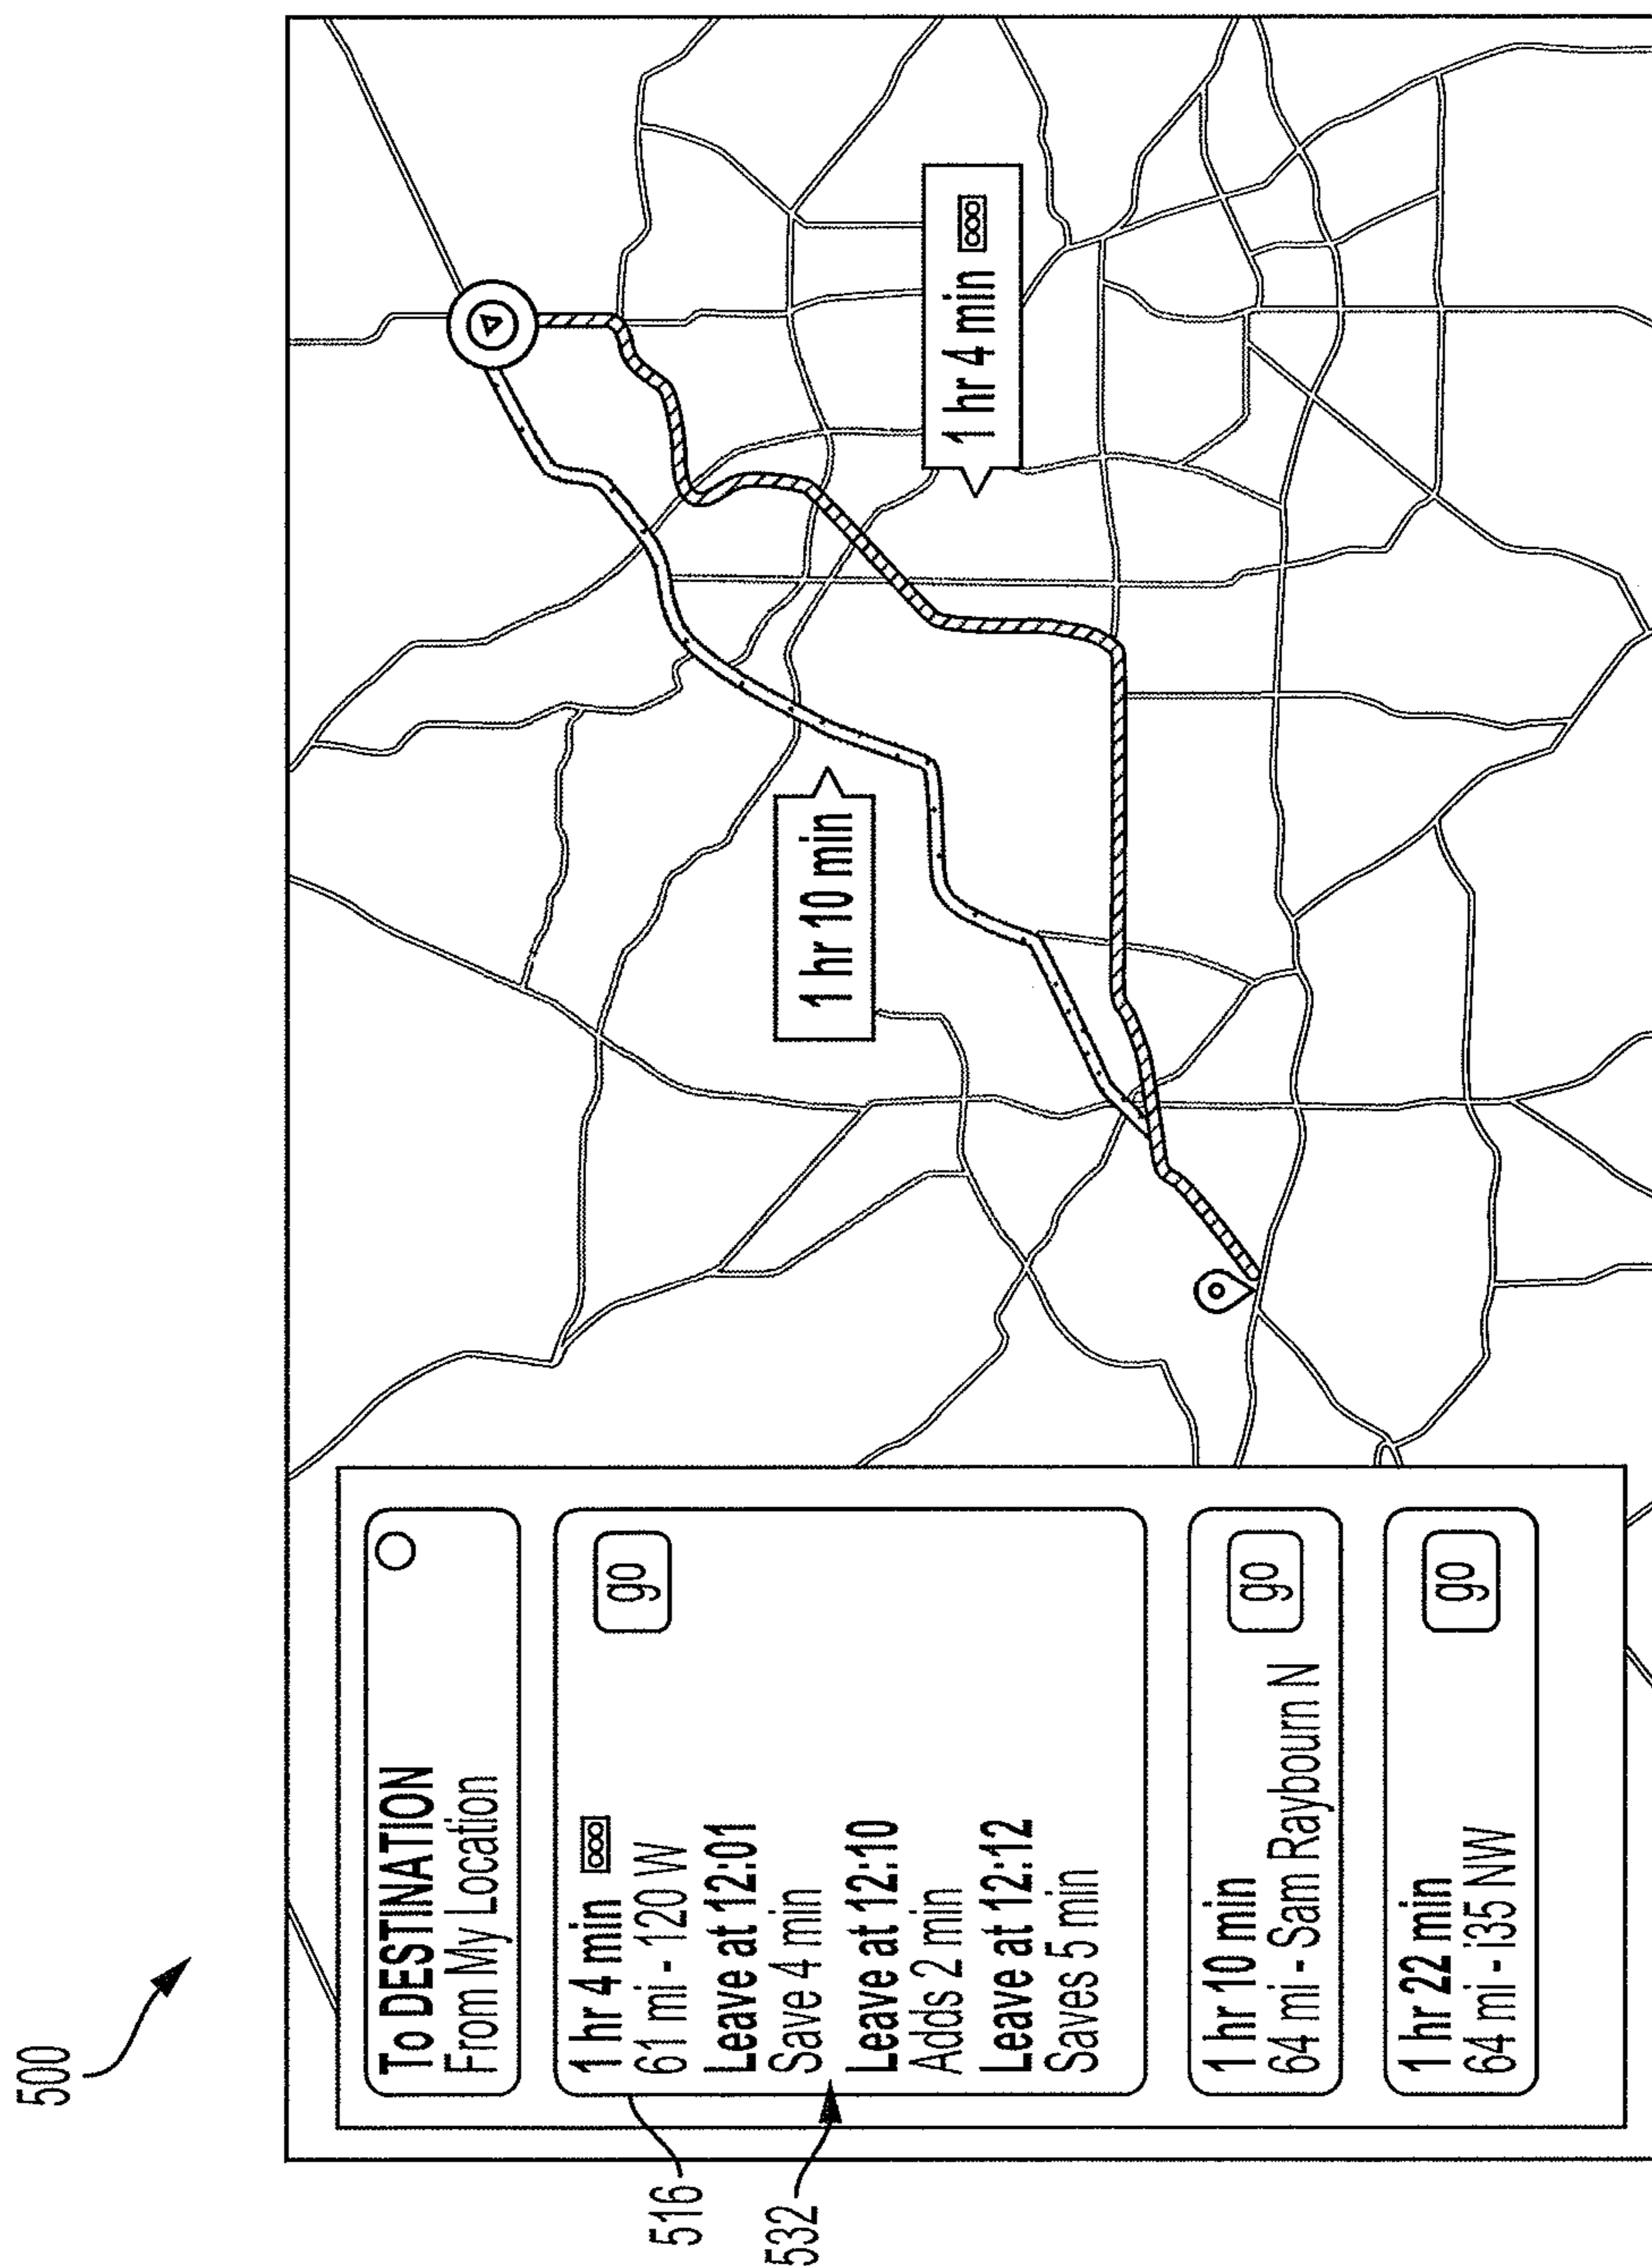 500
To DESTINATION
From My Location
1 hr 4 min
go
61 mi - 120 W
Leave at 12:01
Save 4 min
Leave at 12:10
Adds 2 min
Leave at 12:12
Saves 5 min
1 hr 10 min
go
64 mi - Sam Raybourn N
1 hr 22 min
go
64 mi - i35 NW
516
532
1 hr 10 min
1 hr 4 min